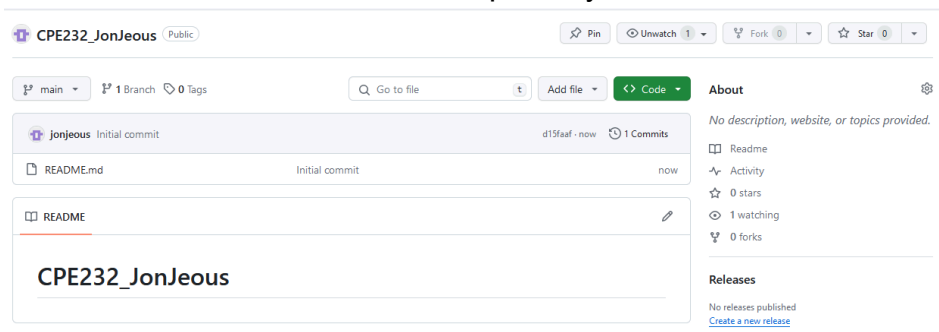 CPE232_JonJeous Public
Pin
Unwatch 1
Fork 0
Star 0
main
1 Branch
0 Tags
Go to file
t
Add file
Code
jonjeous Initial commit
d15faaf · now
1 Commits
README.md
Initial commit
now
README
CPE232_JonJeous
About
No description, website, or topics provided.
Readme
Activity
0 stars
1 watching
0 forks
Releases
No releases published
Create a new release